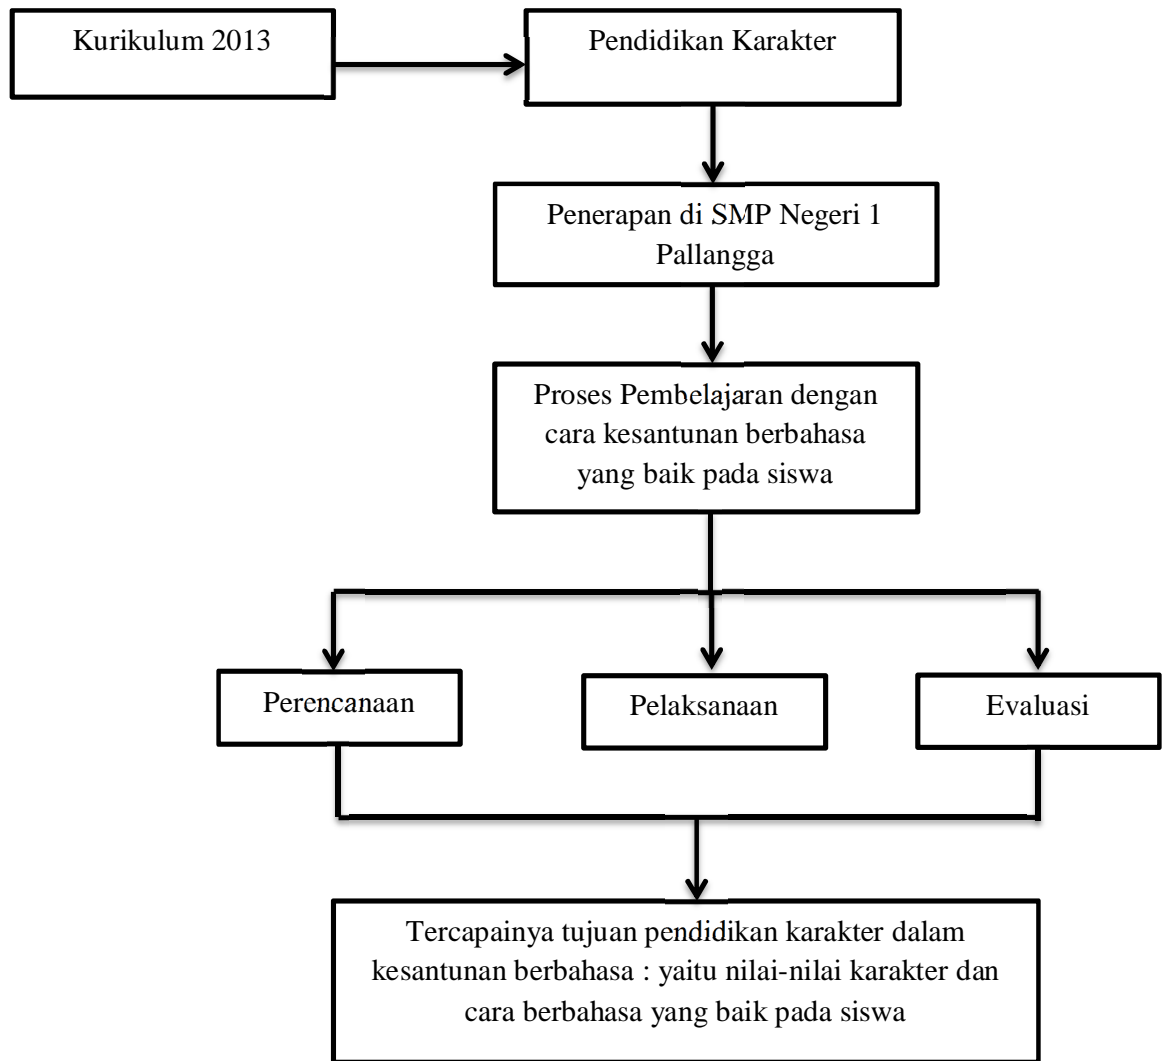 Kurikulum 2013
Pendidikan Karakter
Penerapan di SMP Negeri 1
Pallangga
Proses Pembelajaran dengan
cara kesantunan berbahasa
yang baik pada siswa
Perencanaan
Pelaksanaan
Evaluasi
Tercapainya tujuan pendidikan karakter dalam
kesantunan berbahasa : yaitu nilai-nilai karakter dan
cara berbahasa yang baik pada siswa